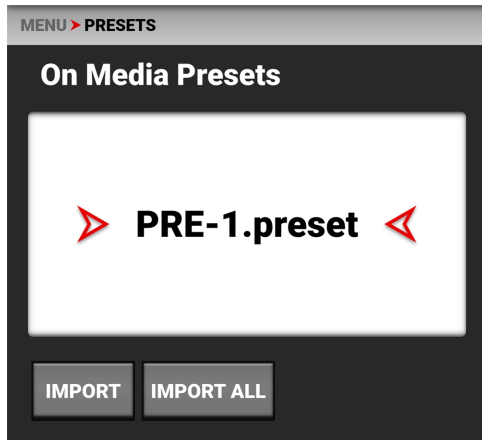 MENU > PRESETS
On Media Presets
PRE-1.preset
IMPORT IMPORT ALL